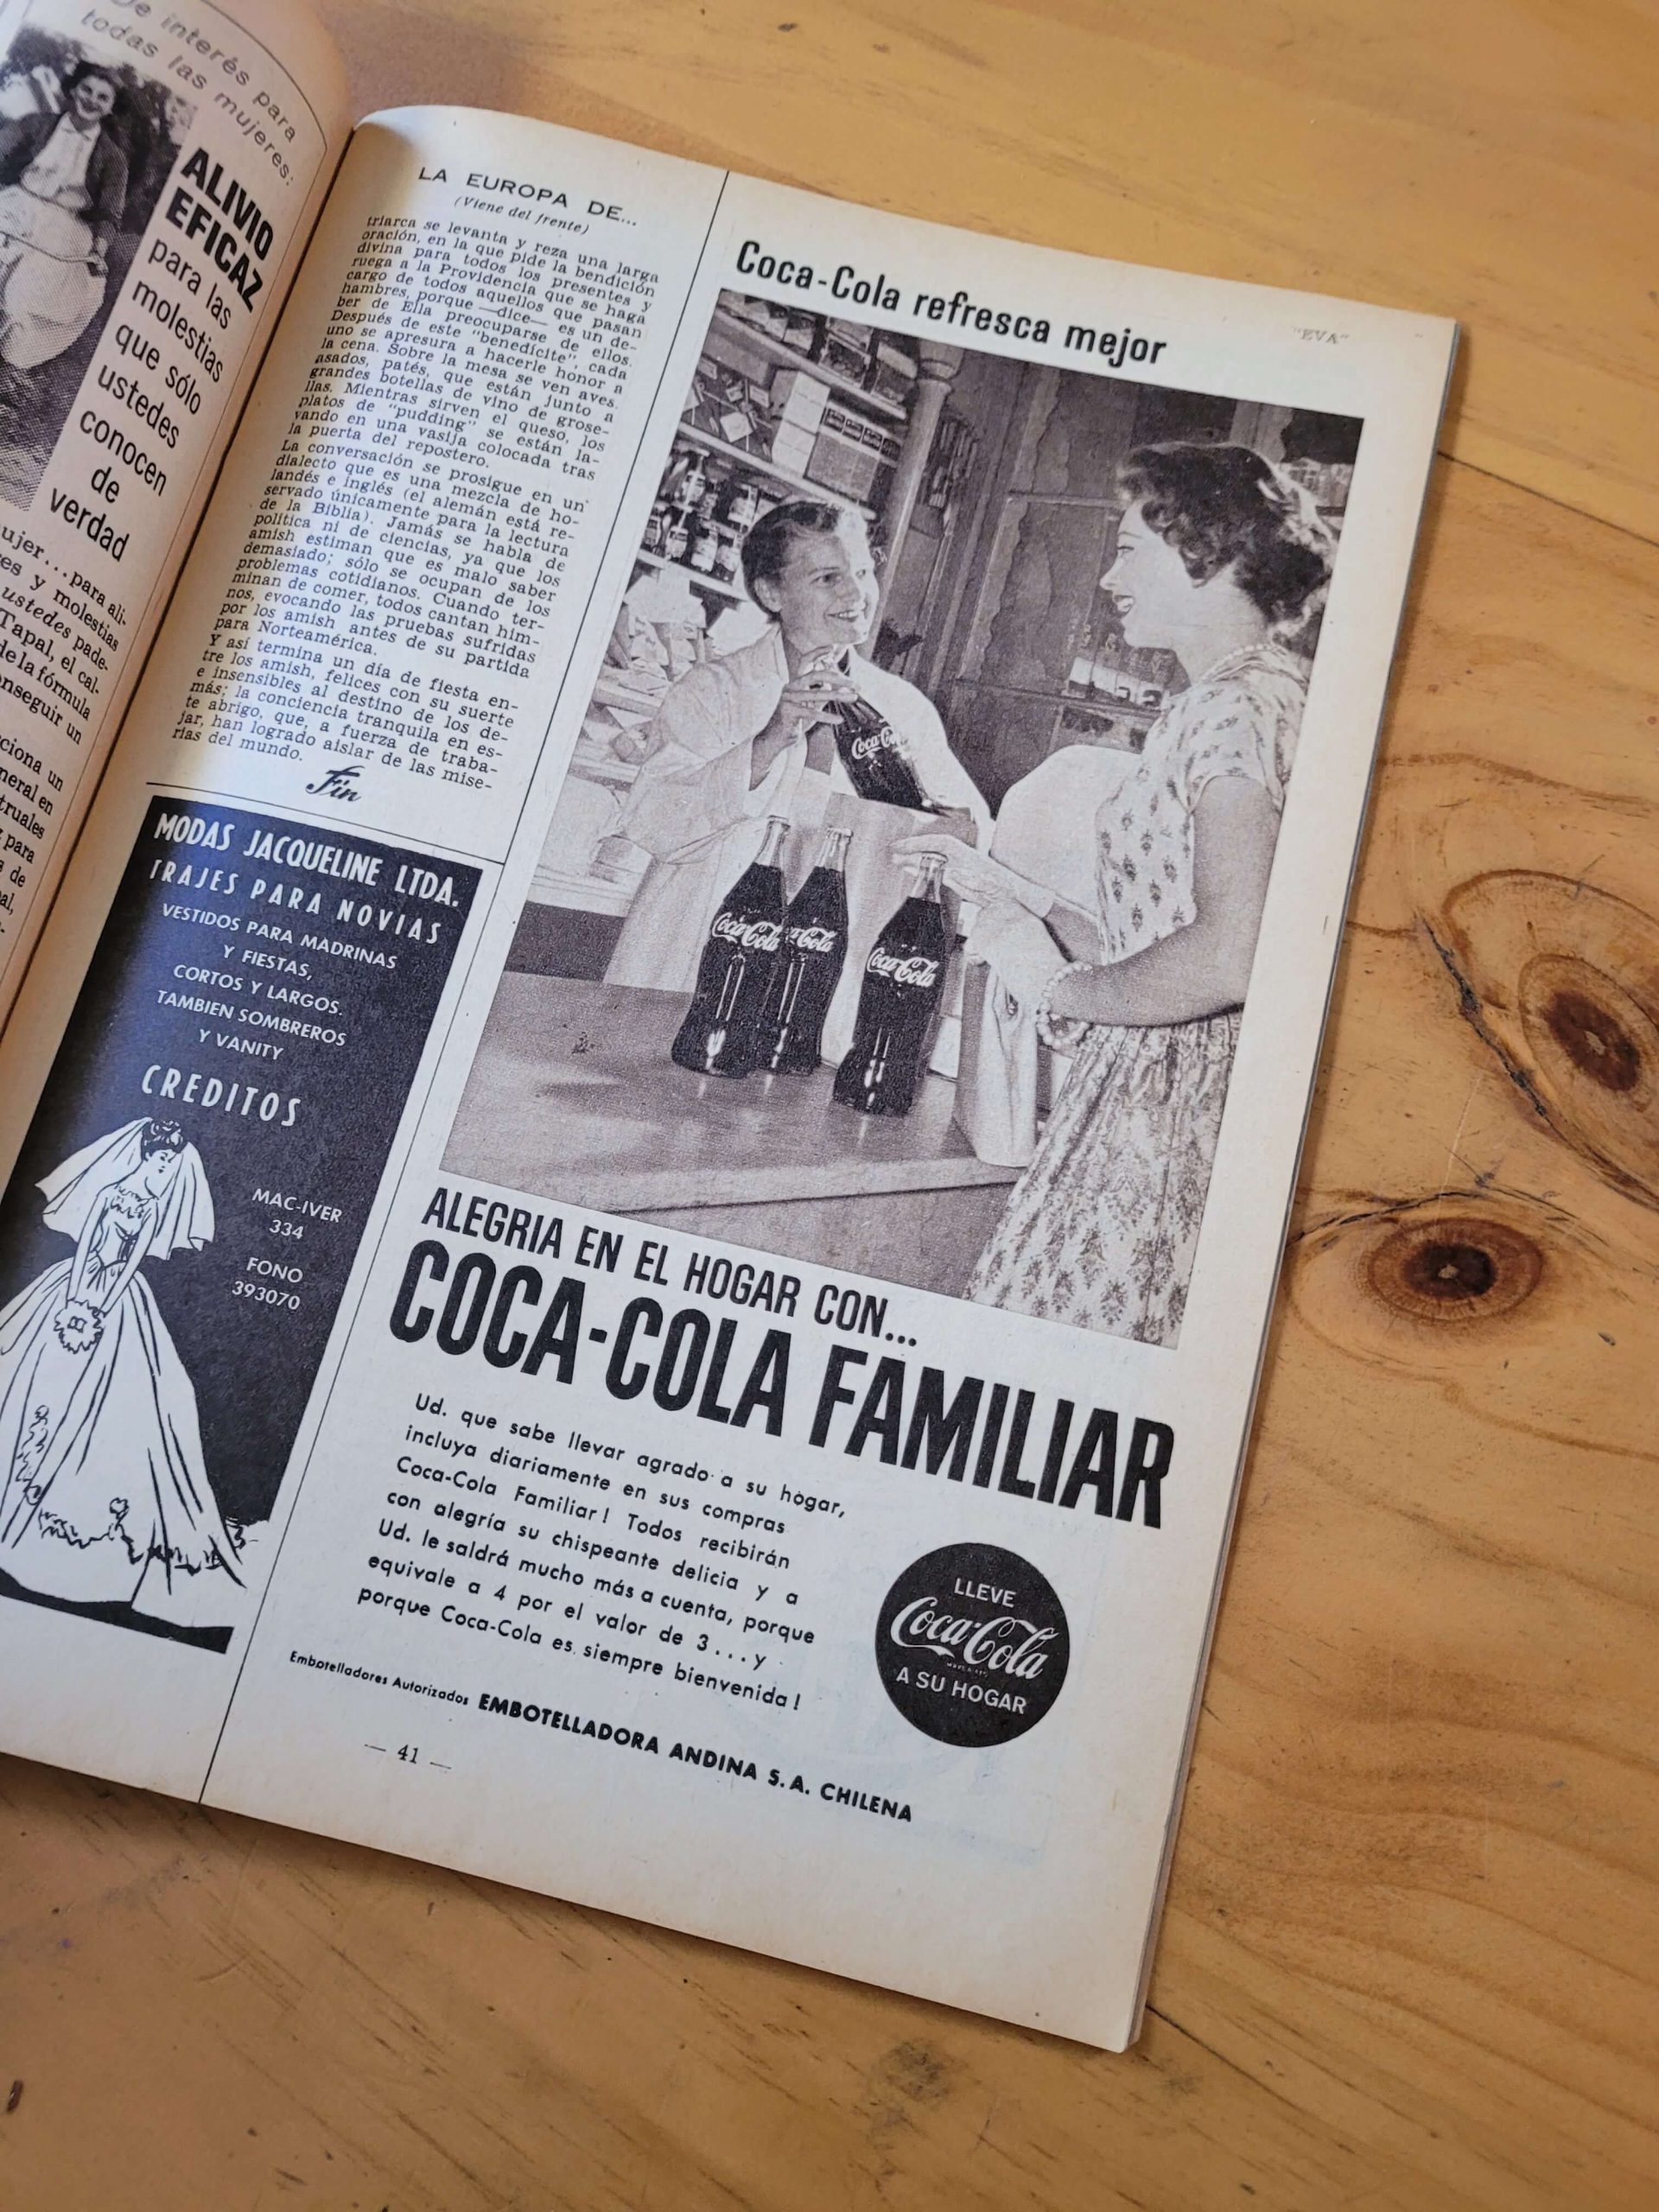 De interés para
todas las mujeres:
ALIVIO
EFICAZ
para las
molestias
que sólo
ustedes
conocen
de
verdad
ujer... para ali-
es y molestias
ustedes pade-
Tapal, el cal-
de la fórmula
nseguir un
cciona un
neral en
truales
para
s de
al,
LA EUROPA DE...
(Viene del frente)
triarca se levanta y reza una larga
oración, en la que pide la bendición
divina para todos los presentes y
ruega a la Providencia que se haga
cargo de todos aquellos que pasan
hambres, porque —dice— es un de-
ber de Ella preocuparse de ellos.
Después de este "benedícite", cada
uno se apresura a hacerle honor a
la cena. Sobre la mesa se ven aves
asados, patés, que están junto a
grandes botellas de vino de grose-
llas. Mientras sirven el queso, los
platos de "pudding" se están la-
vando en una vasija colocada tras
la puerta del repostero.
La conversación se prosigue en un
dialecto que es una mezcla de ho-
landés e inglés (el alemán está re-
servado únicamente para la lectura
de la Biblia). Jamás se habla de
política ni de ciencias, ya que los
amish estiman que es malo saber
demasiado; sólo se ocupan de los
problemas cotidianos. Cuando ter-
minan de comer, todos cantan him-
nos, evocando las pruebas sufridas
por los amish antes de su partida
para Norteamérica.
Y así termina un día de fiesta en-
tre los amish, felices con su suerte
e insensibles al destino de los de-
más; la conciencia tranquila en es-
te abrigo, que, a fuerza de traba-
jar, han logrado aislar de las mise-
rias del mundo.
Fin
MODAS JACQUELINE LTDA.
TRAJES PARA NOVIAS
VESTIDOS PARA MADRINAS
Y FIESTAS,
CORTOS Y LARGOS.
TAMBIEN SOMBREROS
Y VANITY
CREDITOS
MAC-IVER
334
FONO
393070
"EVA"
Coca-Cola refresca mejor
Coca-Cola
Coca-Cola
Coca-Cola
Coca-Cola
ALEGRIA EN EL HOGAR CON...
COCA-COLA FAMILIAR
Ud. que sabe llevar agrado a su hogar,
incluya diariamente en sus compras
Coca-Cola Familiar! Todos recibirán
con alegría su chispeante delicia y a
Ud. le saldrá mucho más a cuenta, porque
equivale a 4 por el valor de 3...y
porque Coca-Cola es siempre bienvenida!
LLEVE
Coca-Cola
A SU HOGAR
Embotelladores Autorizados EMBOTELLADORA ANDINA S.A. CHILENA
— 41 —